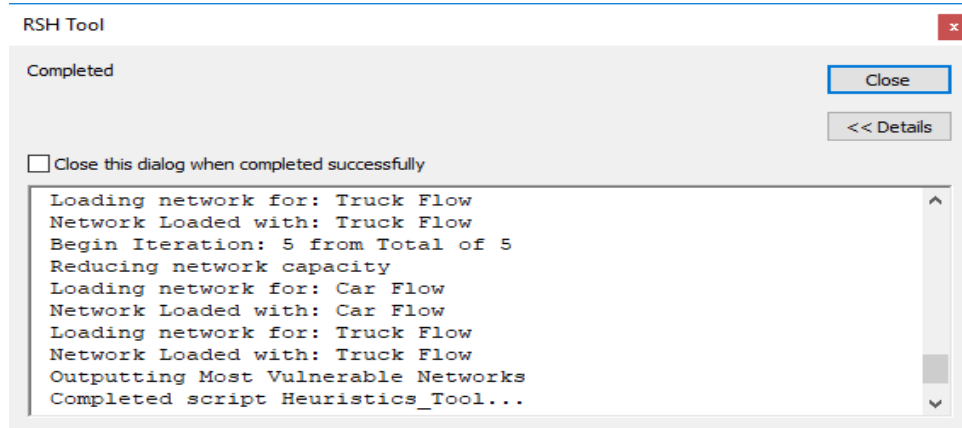 RSH Tool
x
Completed
Close
<< Details
Close this dialog when completed successfully
Loading network for: Truck Flow
Network Loaded with: Truck Flow
Begin Iteration: 5 from Total of 5
Reducing network capacity
Loading network for: Car Flow
Network Loaded with: Car Flow
Loading network for: Truck Flow
Network Loaded with: Truck Flow
Outputting Most Vulnerable Networks
Completed script Heuristics_Tool...